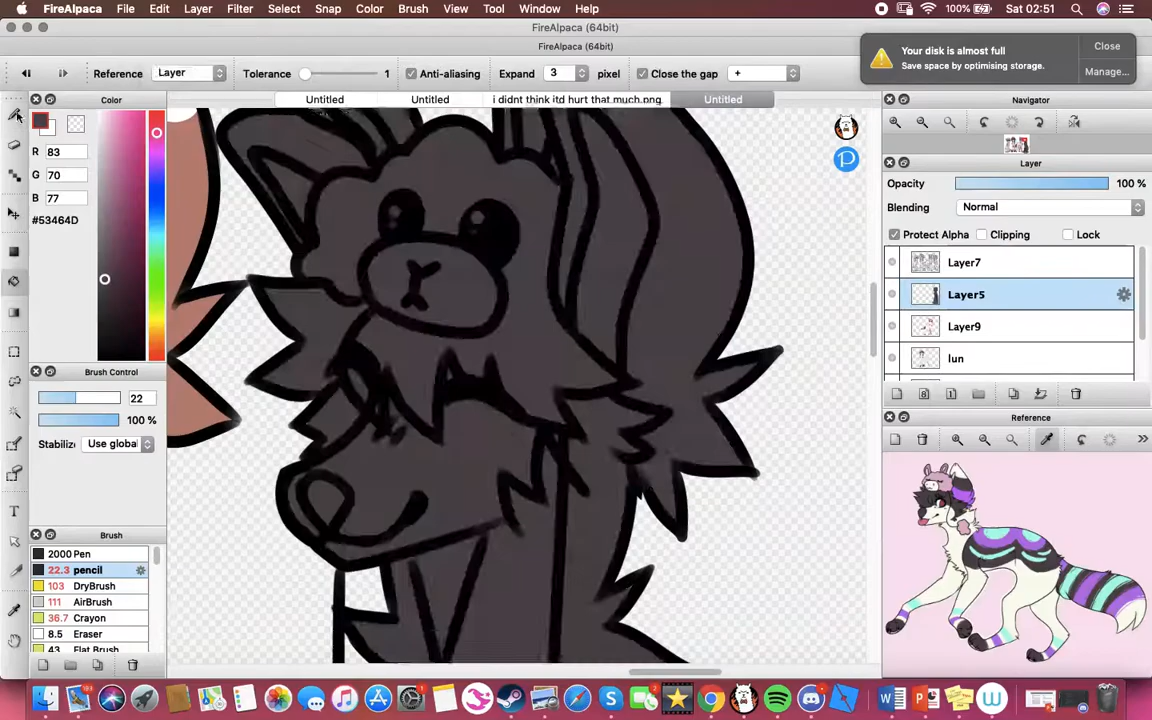 FireAlpaca File Edit Layer Filter Select Snap Color Brush View Tool Window Help 100% Sat 02:51
FireAlpaca (64bit)
FireAlpaca (64bit)
Your disk is almost full
Save space by optimising storage.
Close
Manage...
Reference Layer Tolerance 1 Anti-aliasing Expand 3 pixel Close the gap +
Color
Untitled Untitled i didnt think itd hurt that much.png Untitled
Navigator
R 83
G 70
B 77
#53464D
Layer
Opacity 100 %
Blending Normal
Protect Alpha Clipping Lock
Layer7
Layer5
Layer9
lun
Brush Control
22
100 %
Stabiliz Use global
Reference
Brush
2000 Pen
22.3 pencil
103 DryBrush
111 AirBrush
36.7 Crayon
8.5 Eraser
43 Flat Brush